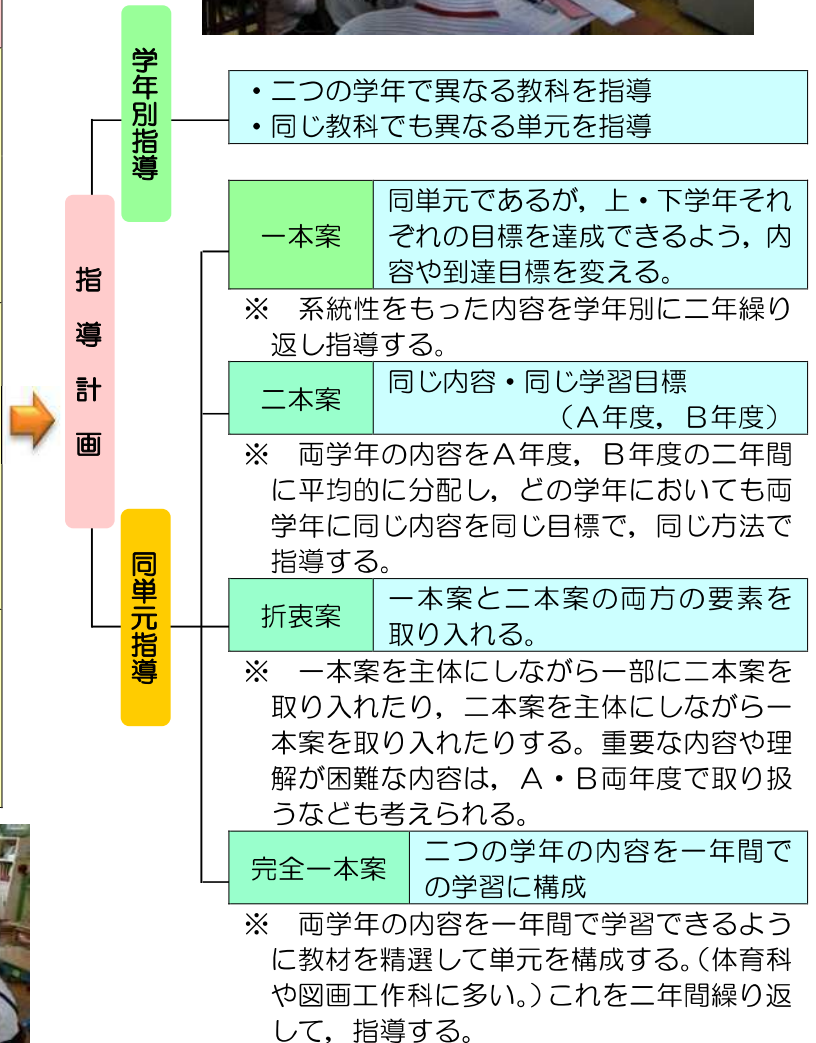 指導計画
学年別指導
・二つの学年で異なる教科を指導
・同じ教科でも異なる単元を指導
同単元指導
一本案
同単元であるが，上・下学年それ
ぞれの目標を達成できるよう，内
容や到達目標を変える。
※　系統性をもった内容を学年別に二年繰り
返し指導する。
二本案
同じ内容・同じ学習目標
（Ａ年度，Ｂ年度）
※　両学年の内容をＡ年度，Ｂ年度の二年間
に平均的に分配し，どの学年においても両
学年に同じ内容を同じ目標で，同じ方法で
指導する。
折衷案
一本案と二本案の両方の要素を
取り入れる。
※　一本案を主体にしながら一部に二本案を
取り入れたり，二本案を主体にしながら一
本案を取り入れたりする。重要な内容や理
解が困難な内容は，Ａ・Ｂ両年度で取り扱
うなども考えられる。
完全一本案
二つの学年の内容を一年間で
の学習に構成
※　両学年の内容を一年間で学習できるよう
に教材を精選して単元を構成する。（体育科
や図画工作科に多い。）これを二年間繰り返
して，指導する。